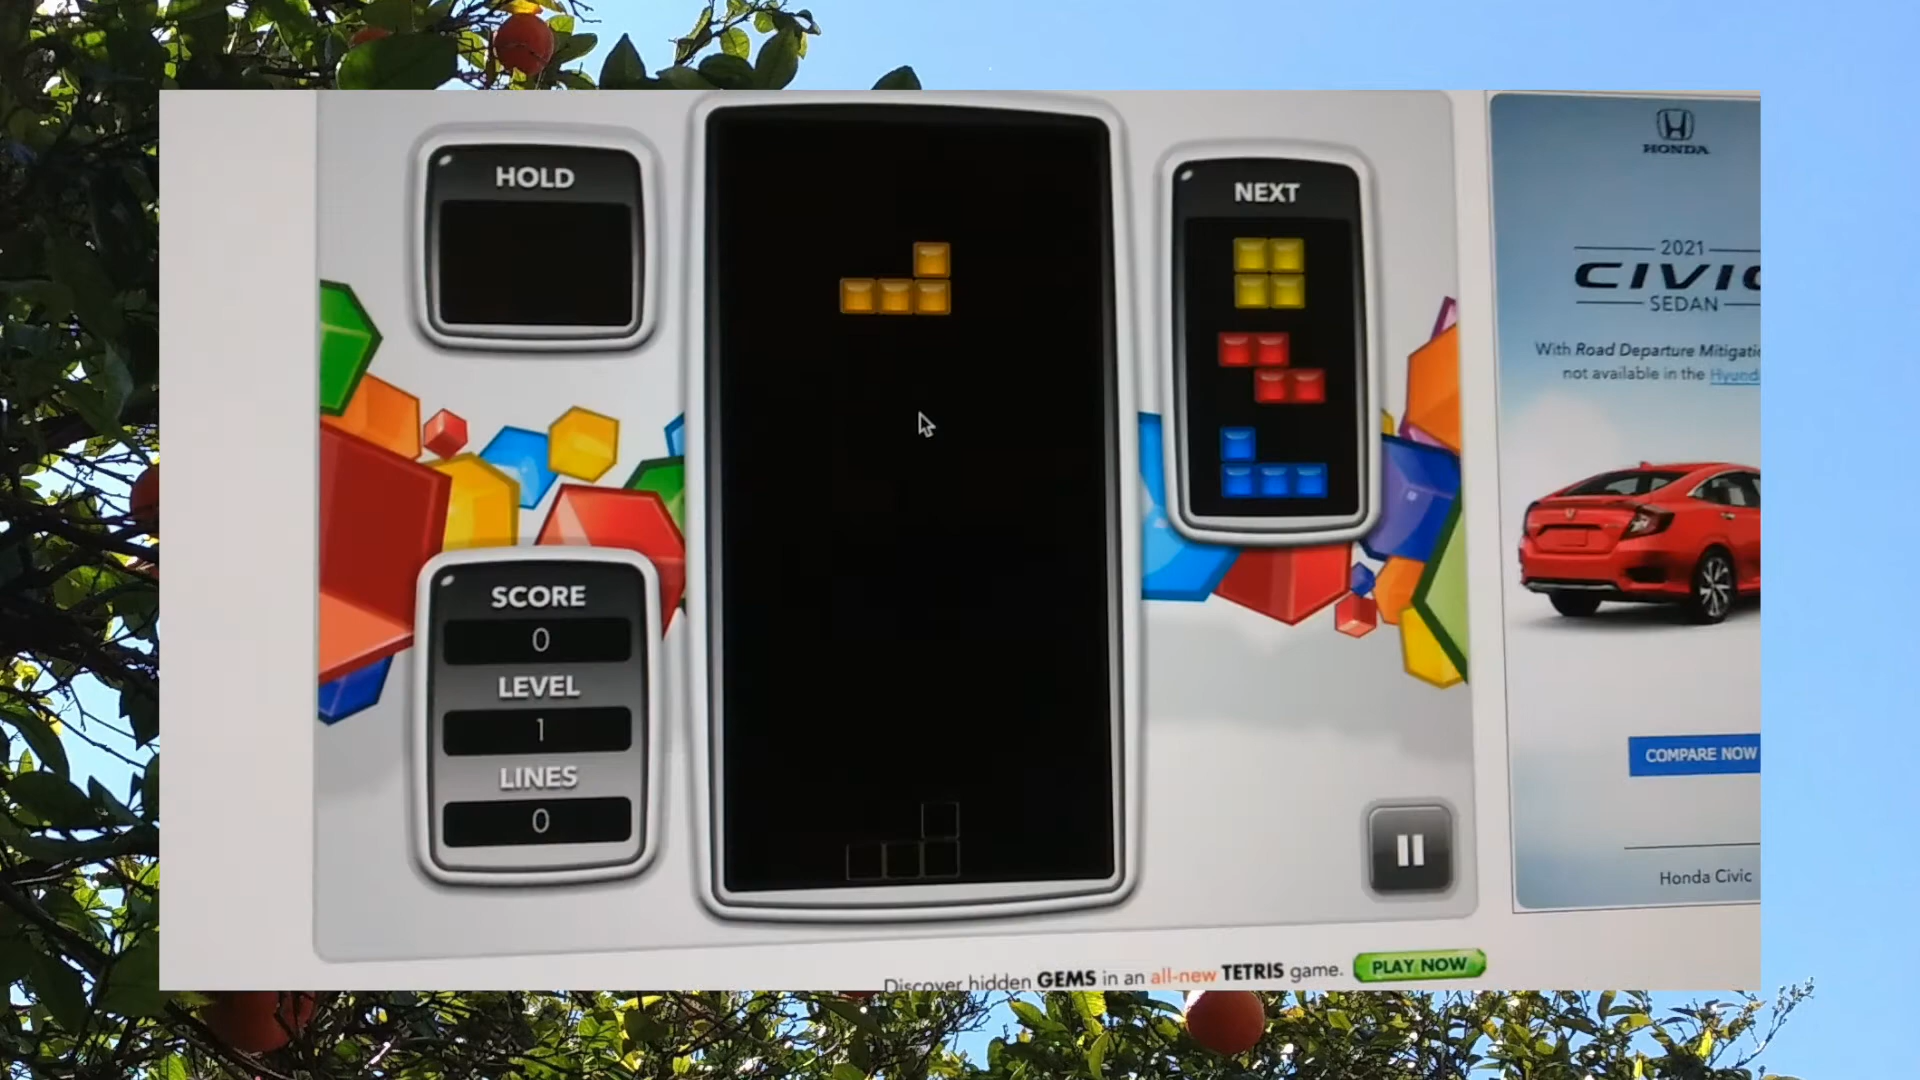 HOLD
NEXT
SCORE
0
LEVEL
1
LINES
0
HONDA
2021
SEDAN
With Road Departure Mitigati
not available in the Hyund
COMPARE NOW
Honda Civic
Discover hidden GEMS in an all-new TETRIS game.
PLAY NOW